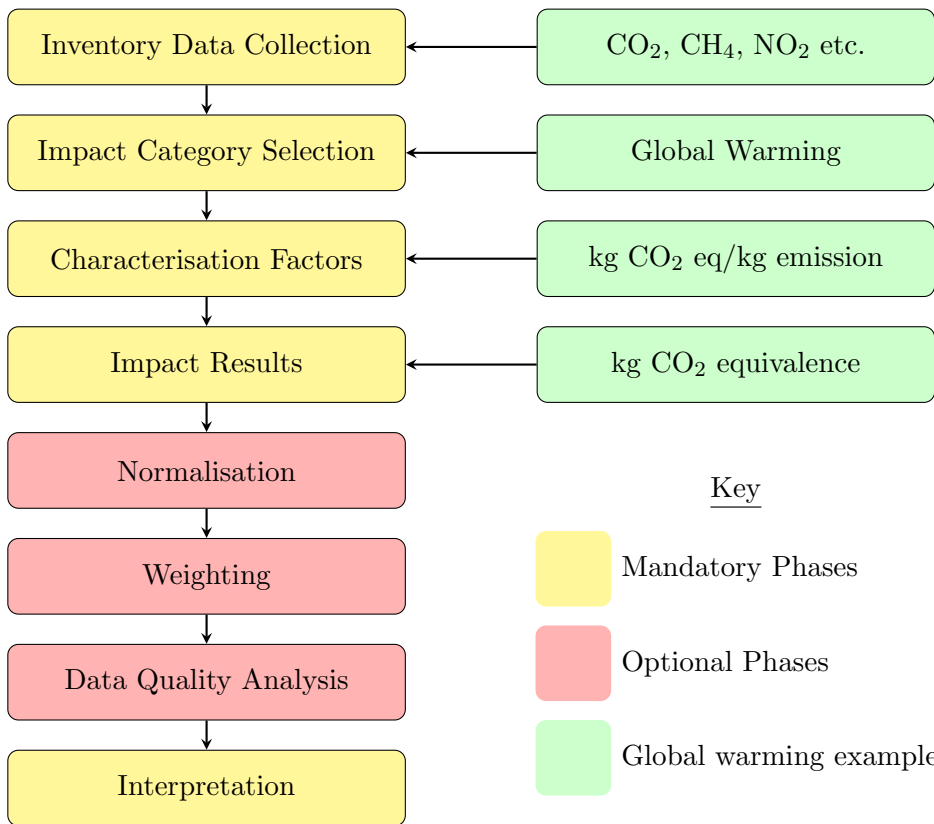 Inventory Data Collection
CO₂, CH₄, NO₂ etc.
Impact Category Selection
Global Warming
Characterisation Factors
kg CO₂ eq/kg emission
Impact Results
kg CO₂ equivalence
Normalisation
Key
Weighting
Mandatory Phases
Data Quality Analysis
Optional Phases
Interpretation
Global warming example